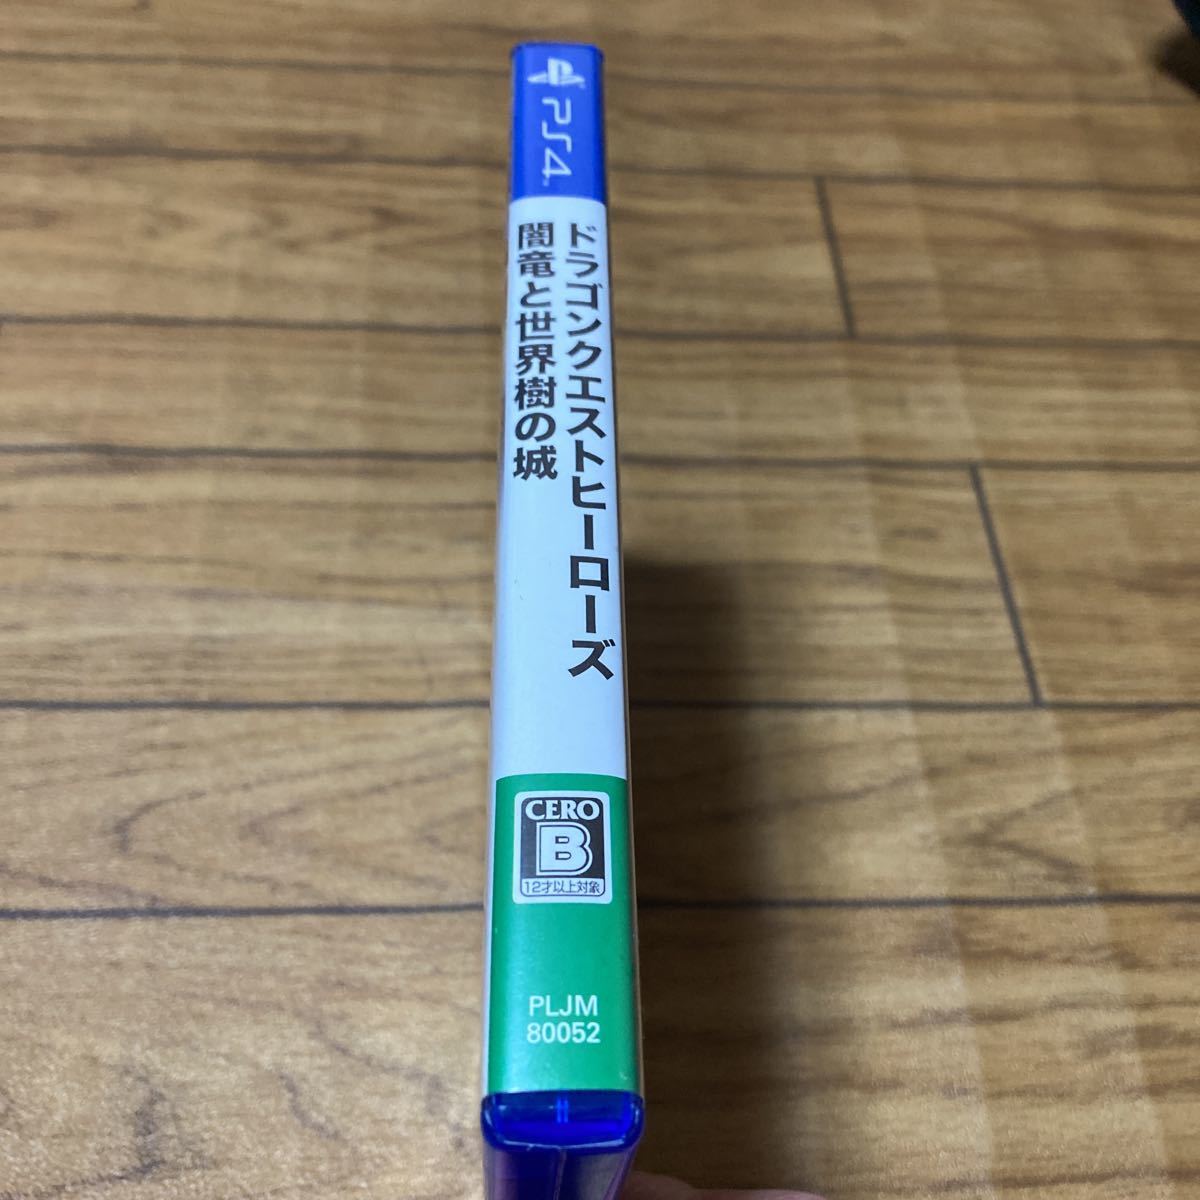 PS4
ドラゴンクエストヒーローズ
闇竜と世界樹の城
CERO
B
12才以上対象
PLJM
80052